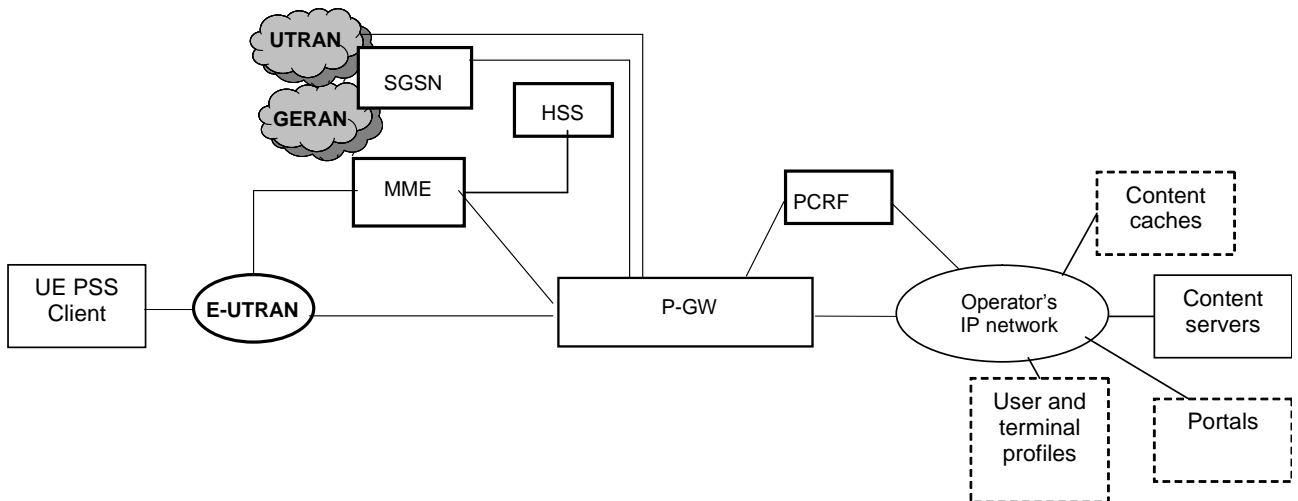 UTRAN
SGSN
GERAN
HSS
MME
PCRF
Content
caches
UE PSS
Client
E-UTRAN
P-GW
Operator’s
IP network
Content
servers
User and
terminal
profiles
Portals